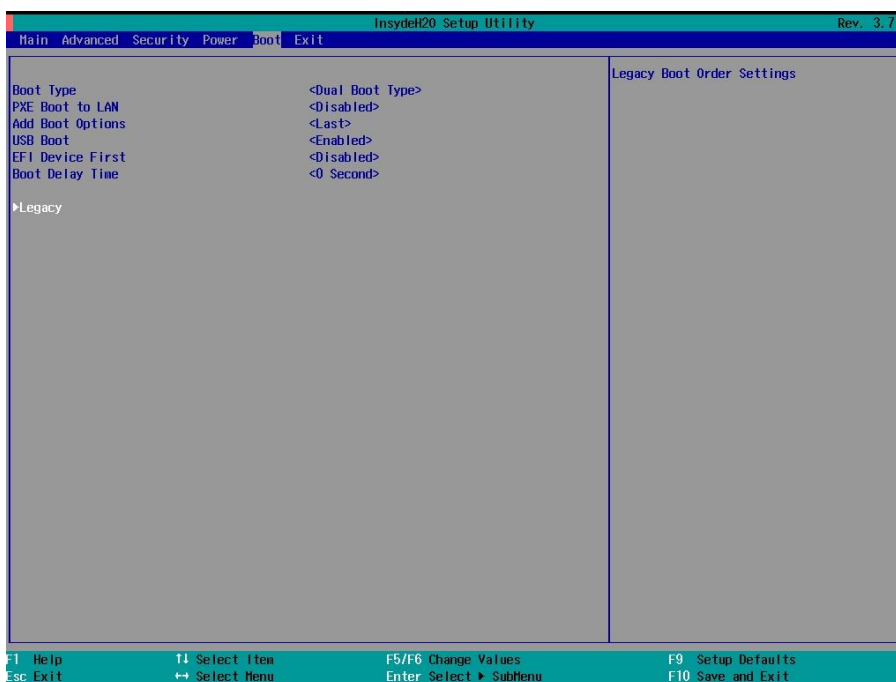 InsydeH20 Setup Utility Rev. 3.7
Main Advanced Security Power Boot Exit
Legacy Boot Order Settings
Boot Type <Dual Boot Type>
PXE Boot to LAN <Disabled>
Add Boot Options <Last>
USB Boot <Enabled>
EFI Device First <Disabled>
Boot Delay Time <0 Second>
▶Legacy
F1 Help ↑↓ Select Item F5/F6 Change Values F9 Setup Defaults
Esc Exit ↔ Select Menu Enter Select ▶ SubMenu F10 Save and Exit